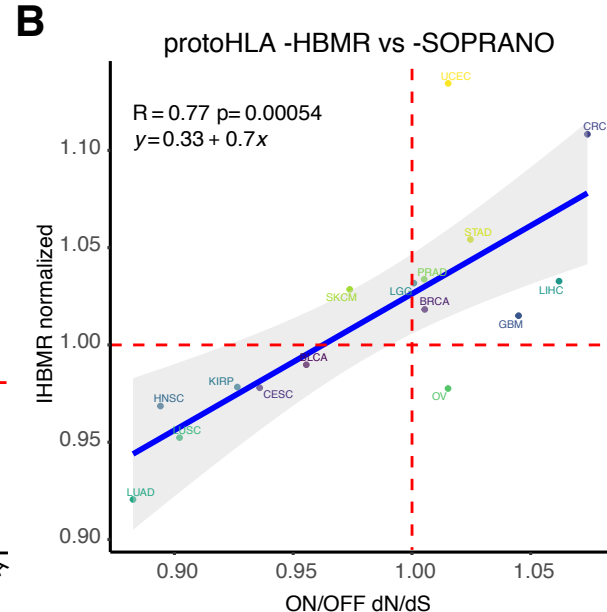 B
protoHLA -HBMR vs -SOPRANO
R = 0.77 p= 0.00054
y=0.33 + 0.7x
UCEC
CRC
1.10
STAD
1.05
PRAD
LGG
LIHC
SKCM
BRCA
GBM
1.00
BLCA
KIRP
CESC
OV
HNSC
LUSC
0.95
LUAD
0.90
IHBMR normalized
0.90 0.95 1.00 1.05
ON/OFF dN/dS